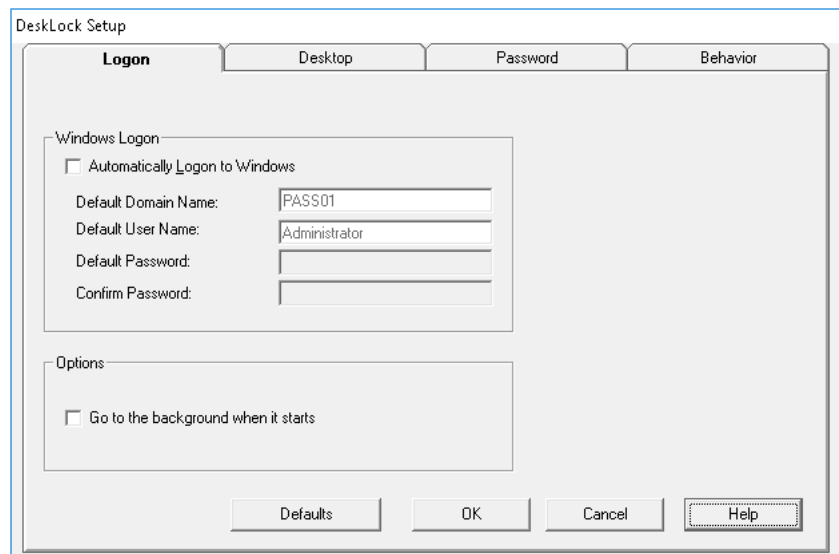 DeskLock Setup
Logon Desktop Password Behavior
Windows Logon
Automatically Logon to Windows
Default Domain Name: PASS01
Default User Name: Administrator
Default Password:
Confirm Password:
Options
Go to the background when it starts
Defaults OK Cancel Help